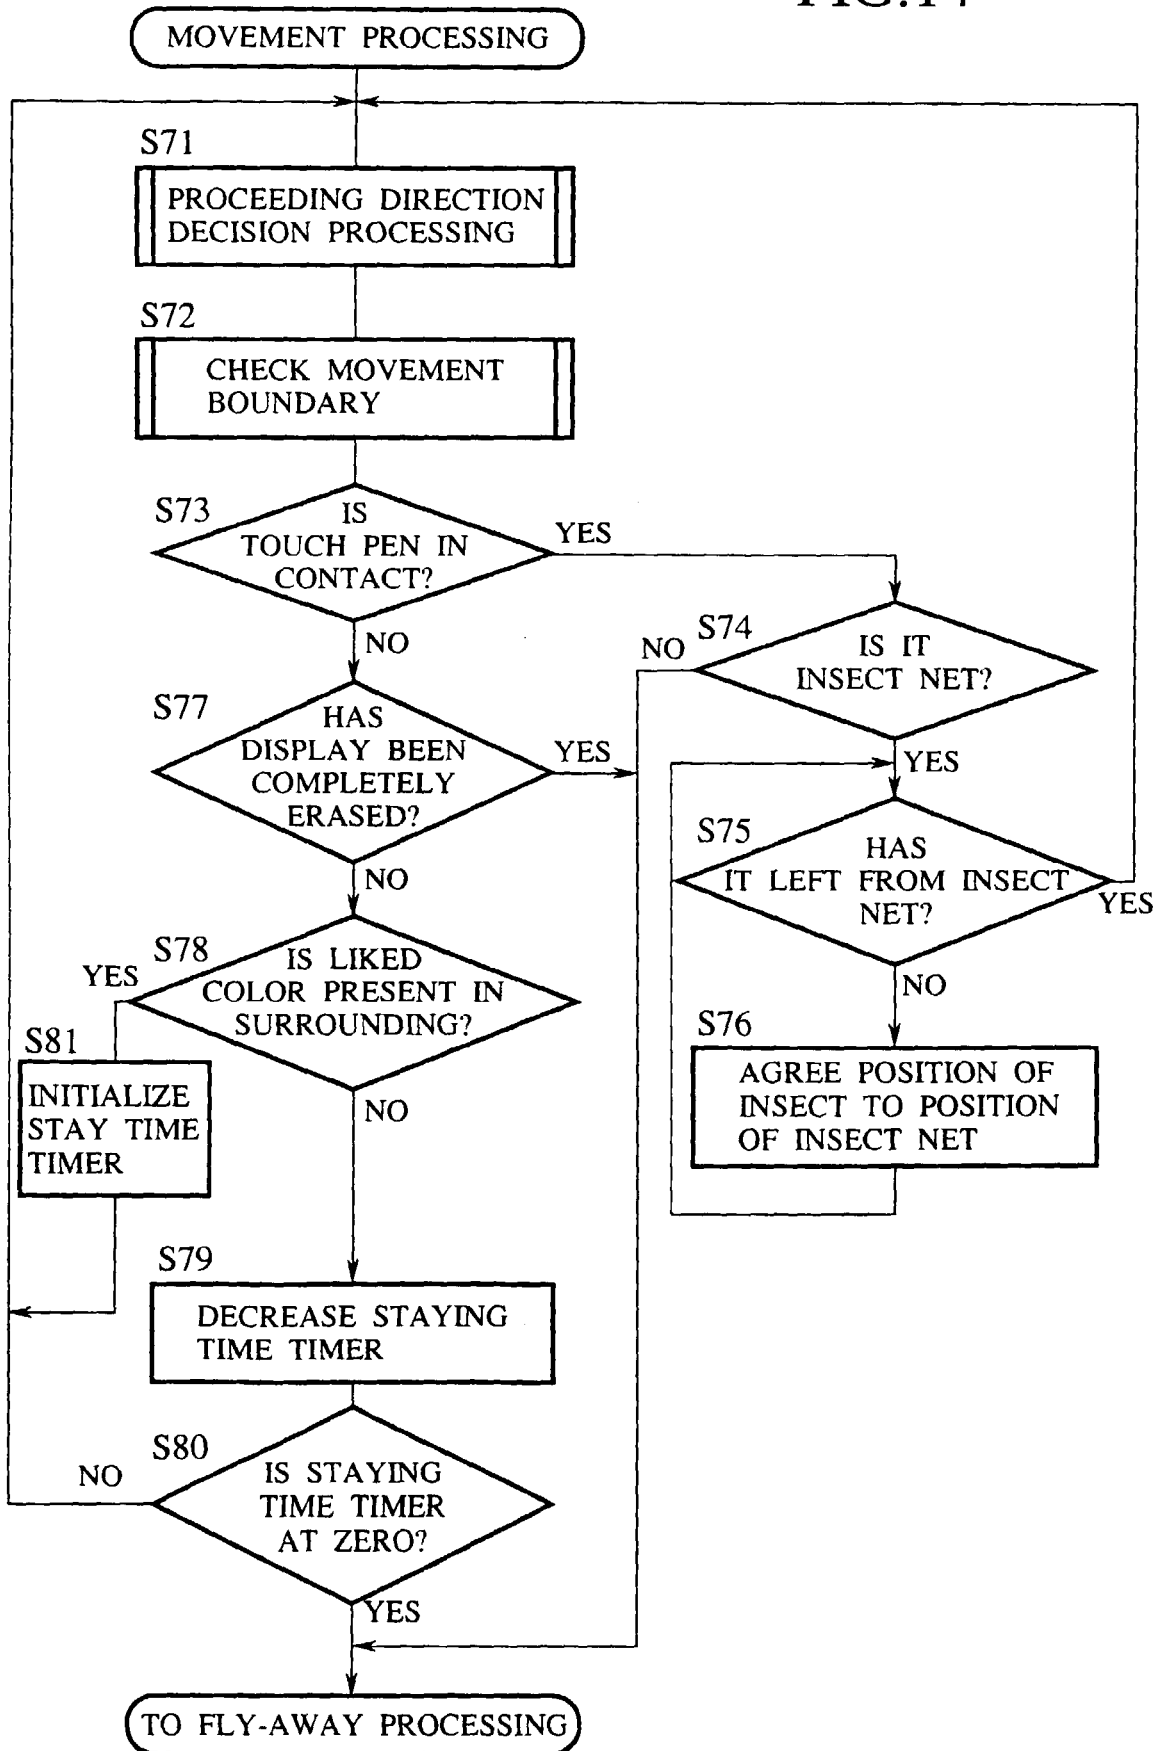 MOVEMENT PROCESSING
S71
PROCEEDING DIRECTION
DECISION PROCESSING
S72
CHECK MOVEMENT
BOUNDARY
S73
IS
TOUCH PEN IN
CONTACT?
YES
NO
S74
IS IT
INSECT NET?
NO
YES
S77
HAS
DISPLAY BEEN
COMPLETELY
ERASED?
YES
NO
S75
HAS
IT LEFT FROM INSECT
NET?
YES
NO
S78
IS LIKED
COLOR PRESENT IN
SURROUNDING?
YES
NO
S76
AGREE POSITION OF
INSECT TO POSITION
OF INSECT NET
S81
INITIALIZE
STAY TIME
TIMER
S79
DECREASE STAYING
TIME TIMER
S80
IS STAYING
TIME TIMER
AT ZERO?
NO
YES
TO FLY-AWAY PROCESSING